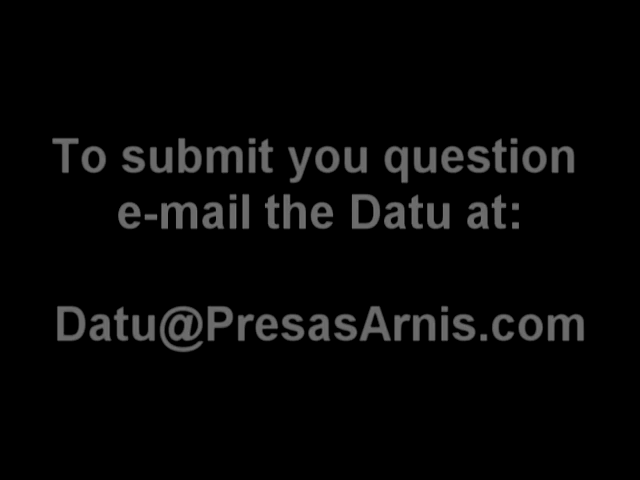 To submit you question
e-mail the Datu at:
Datu@PresasArnis.com